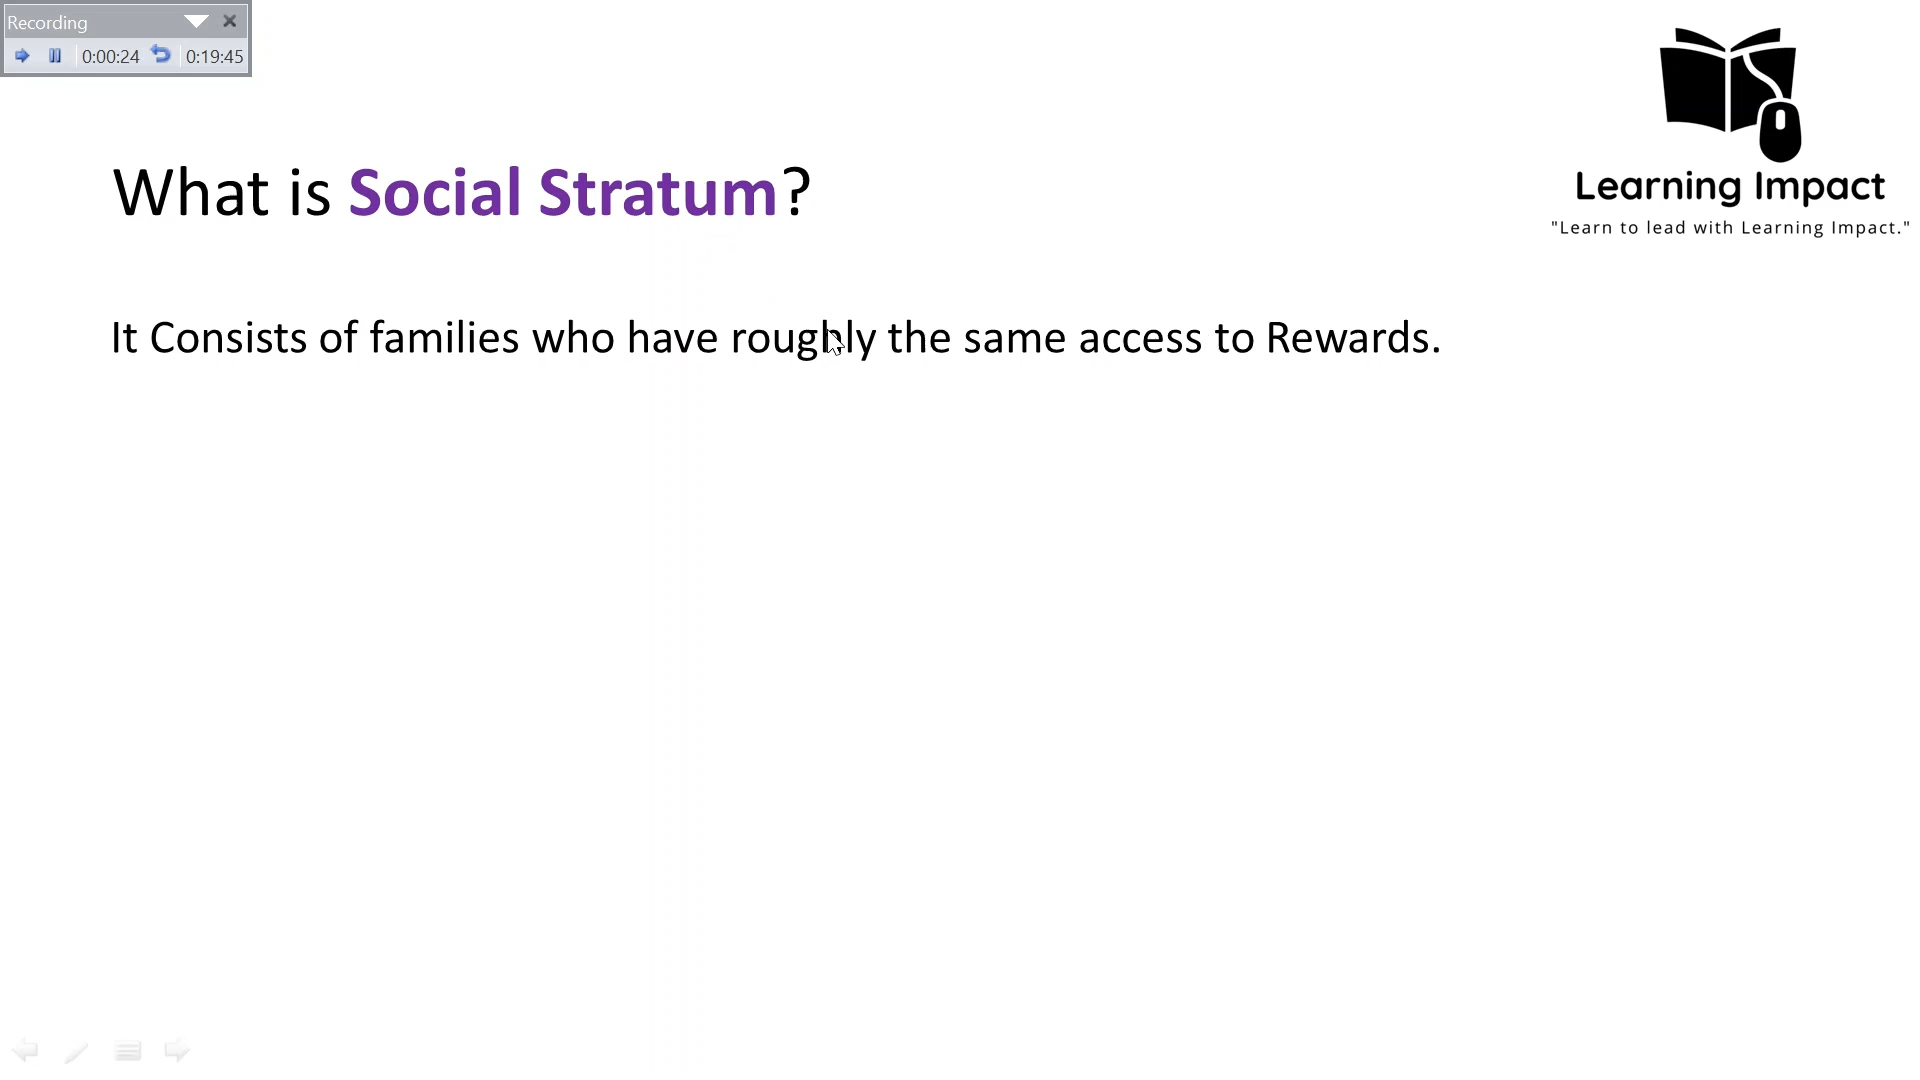 Recording
0:00:24 0:19:45
Learning Impact
"Learn to lead with Learning Impact."
What is Social Stratum?
It Consists of families who have roughly the same access to Rewards.